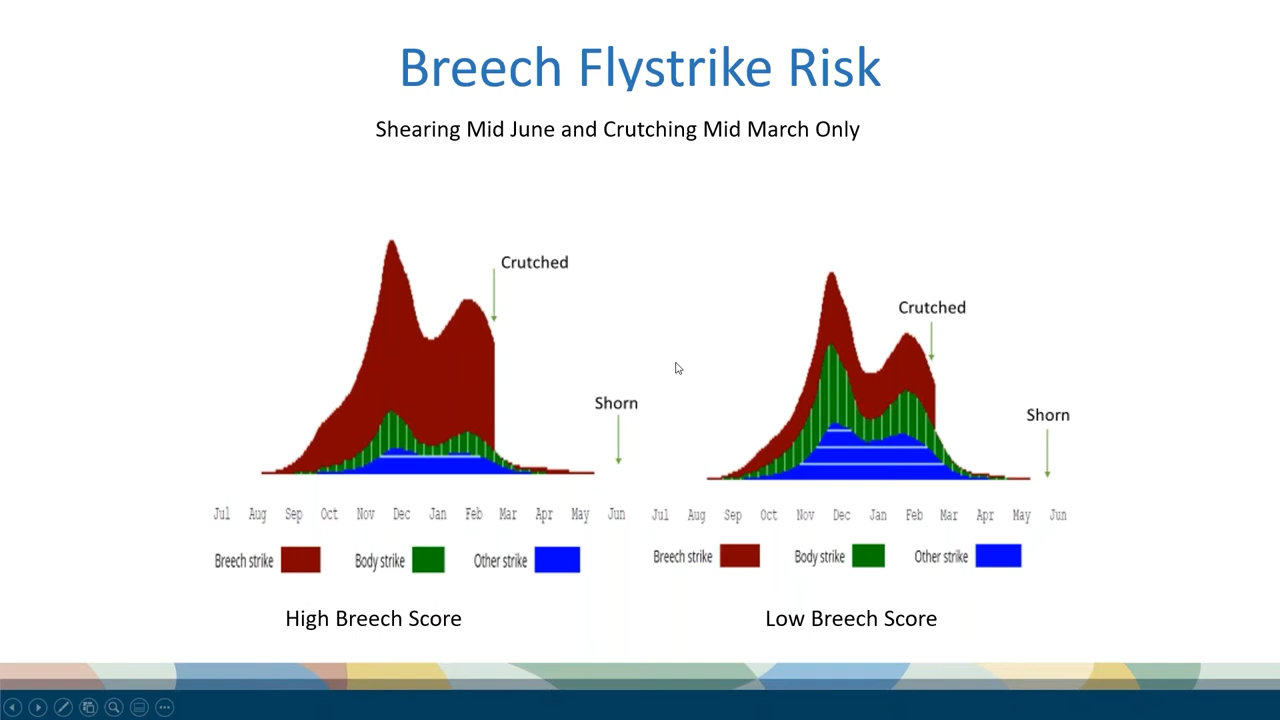 Breech Flystrike Risk
Shearing Mid June and Crutching Mid March Only
Crutched
Shorn
Jul Aug Sep Oct Nov Dec Jan Feb Mar Apr May Jun
Breech strike Body strike Other strike
High Breech Score
Crutched
Shorn
Jul Aug Sep Oct Nov Dec Jan Feb Mar Apr May Jun
Breech strike Body strike Other strike
Low Breech Score